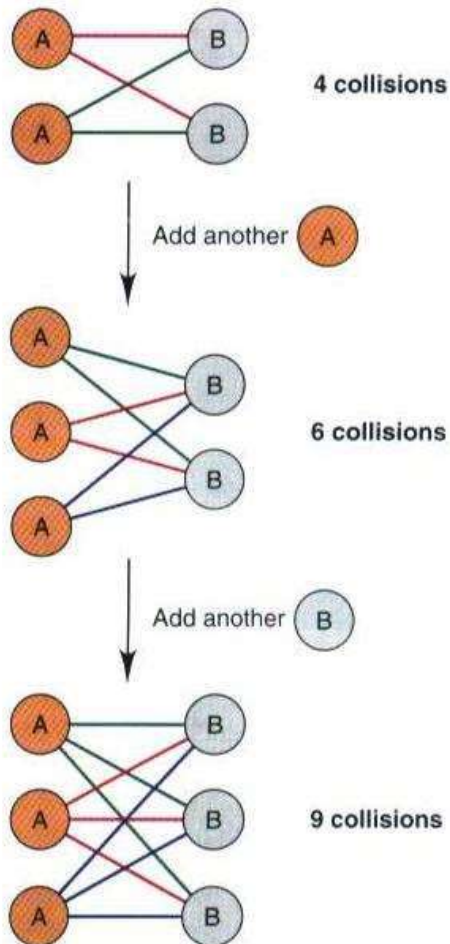 A B
4 collisions
A B
Add another A
A
B
A 6 collisions
B
A
Add another B
A B
A B 9 collisions
A B